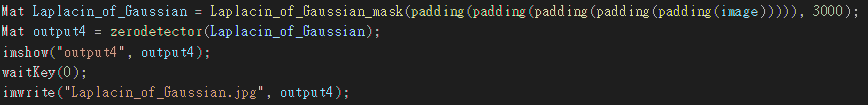 Mat Laplacin_of_Gaussian = Laplacin_of_Gaussian_mask(padding(padding(padding(padding(padding(image))))), 3000);
Mat output4 = zerodetector(Laplacin_of_Gaussian);
imshow("output4", output4);
waitKey(0);
imwrite("Laplacin_of_Gaussian.jpg", output4);